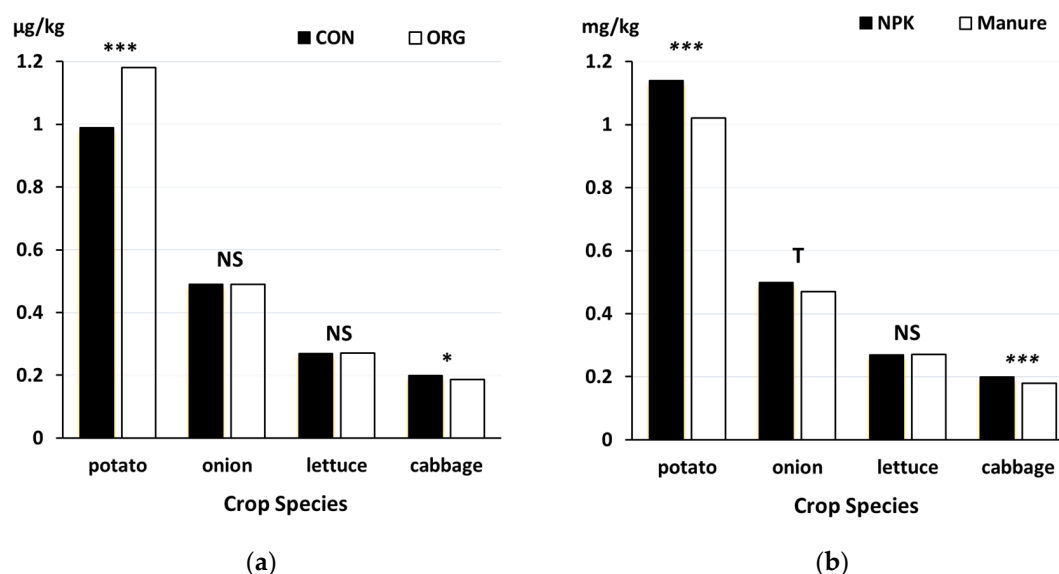 µg/kg
CON ORG
***
1.2
1
0.8
0.6
0.4
0.2
0
NS
NS
*
potato onion lettuce cabbage
Crop Species
(a)
mg/kg
NPK Manure
***
1.2
1
0.8
0.6
0.4
0.2
0
T
NS
***
potato onion lettuce cabbage
Crop Species
(b)